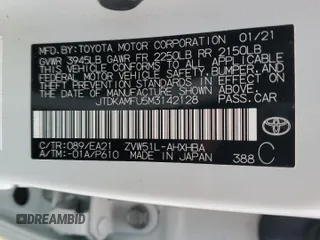 MFD. BY: TOYOTA MOTOR CORPORATION 01/21
GVWR 3945LB GAWR FR 2250LB RR 2150LB
THIS VEHICLE CONFORMS TO ALL APPLICABLE
FEDERAL MOTOR VEHICLE SAFETY, BUMPER, AND
THEFT PREVENTION STANDARDS IN EFFECT ON
THE DATE OF MANUFACTURE SHOWN ABOVE.
JTDKAMFU5M3142128 PASS. CAR
C/TR: 089/EA21 ZVW51L-AHXHBA
A/TM: -01A/P610 MADE IN JAPAN 388 C
TOYOTA
© DREAMBID